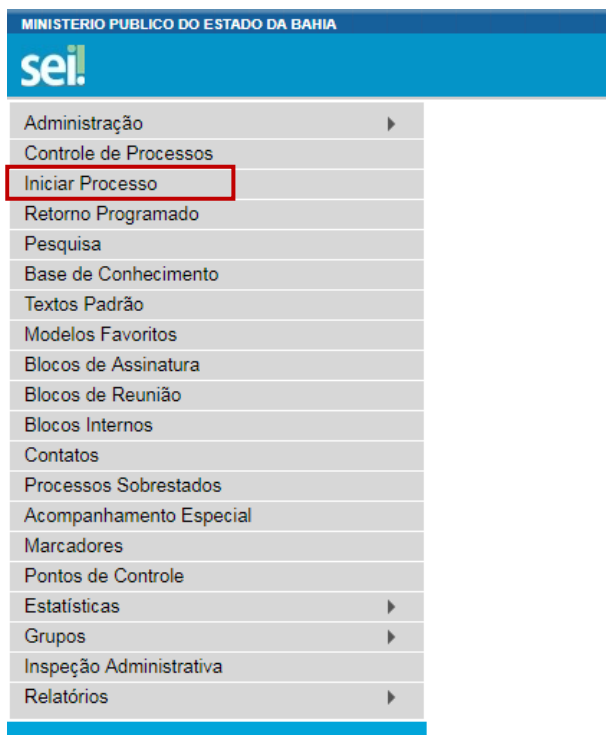 MINISTERIO PUBLICO DO ESTADO DA BAHIA
sei!
Administração
Controle de Processos
Iniciar Processo
Retorno Programado
Pesquisa
Base de Conhecimento
Textos Padrão
Modelos Favoritos
Blocos de Assinatura
Blocos de Reunião
Blocos Internos
Contatos
Processos Sobrestados
Acompanhamento Especial
Marcadores
Pontos de Controle
Estatísticas
Grupos
Inspeção Administrativa
Relatórios